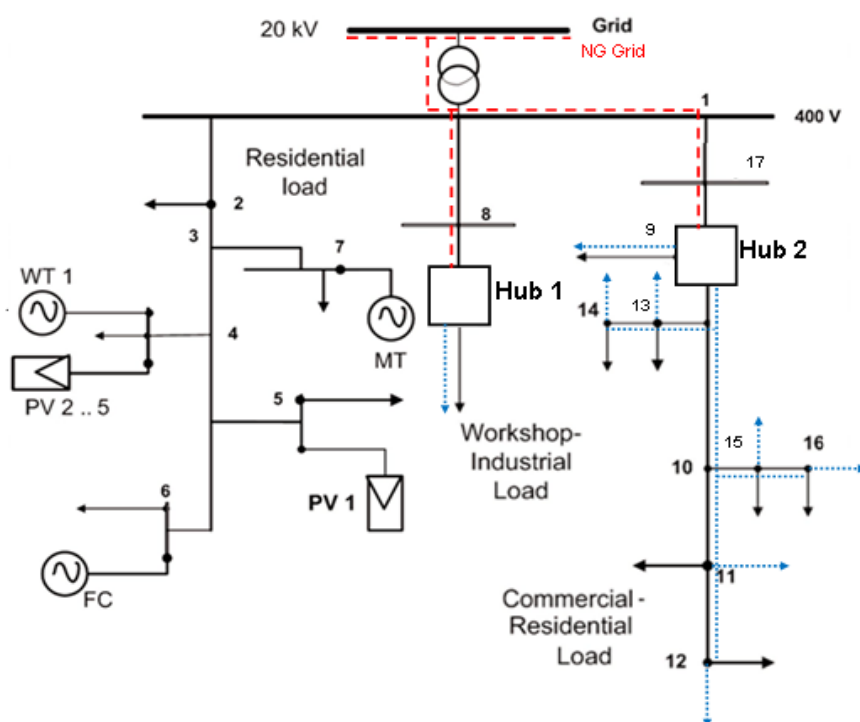 20 kV
Grid
NG Grid
1
400 V
Residential
load
17
2
8
3
9
7
Hub 2
WT 1
Hub 1
14
13
4
MT
PV 2 .. 5
5
Workshop-
Industrial
Load
15
16
10
6
PV 1
FC
11
Commercial -
Residential
Load
12